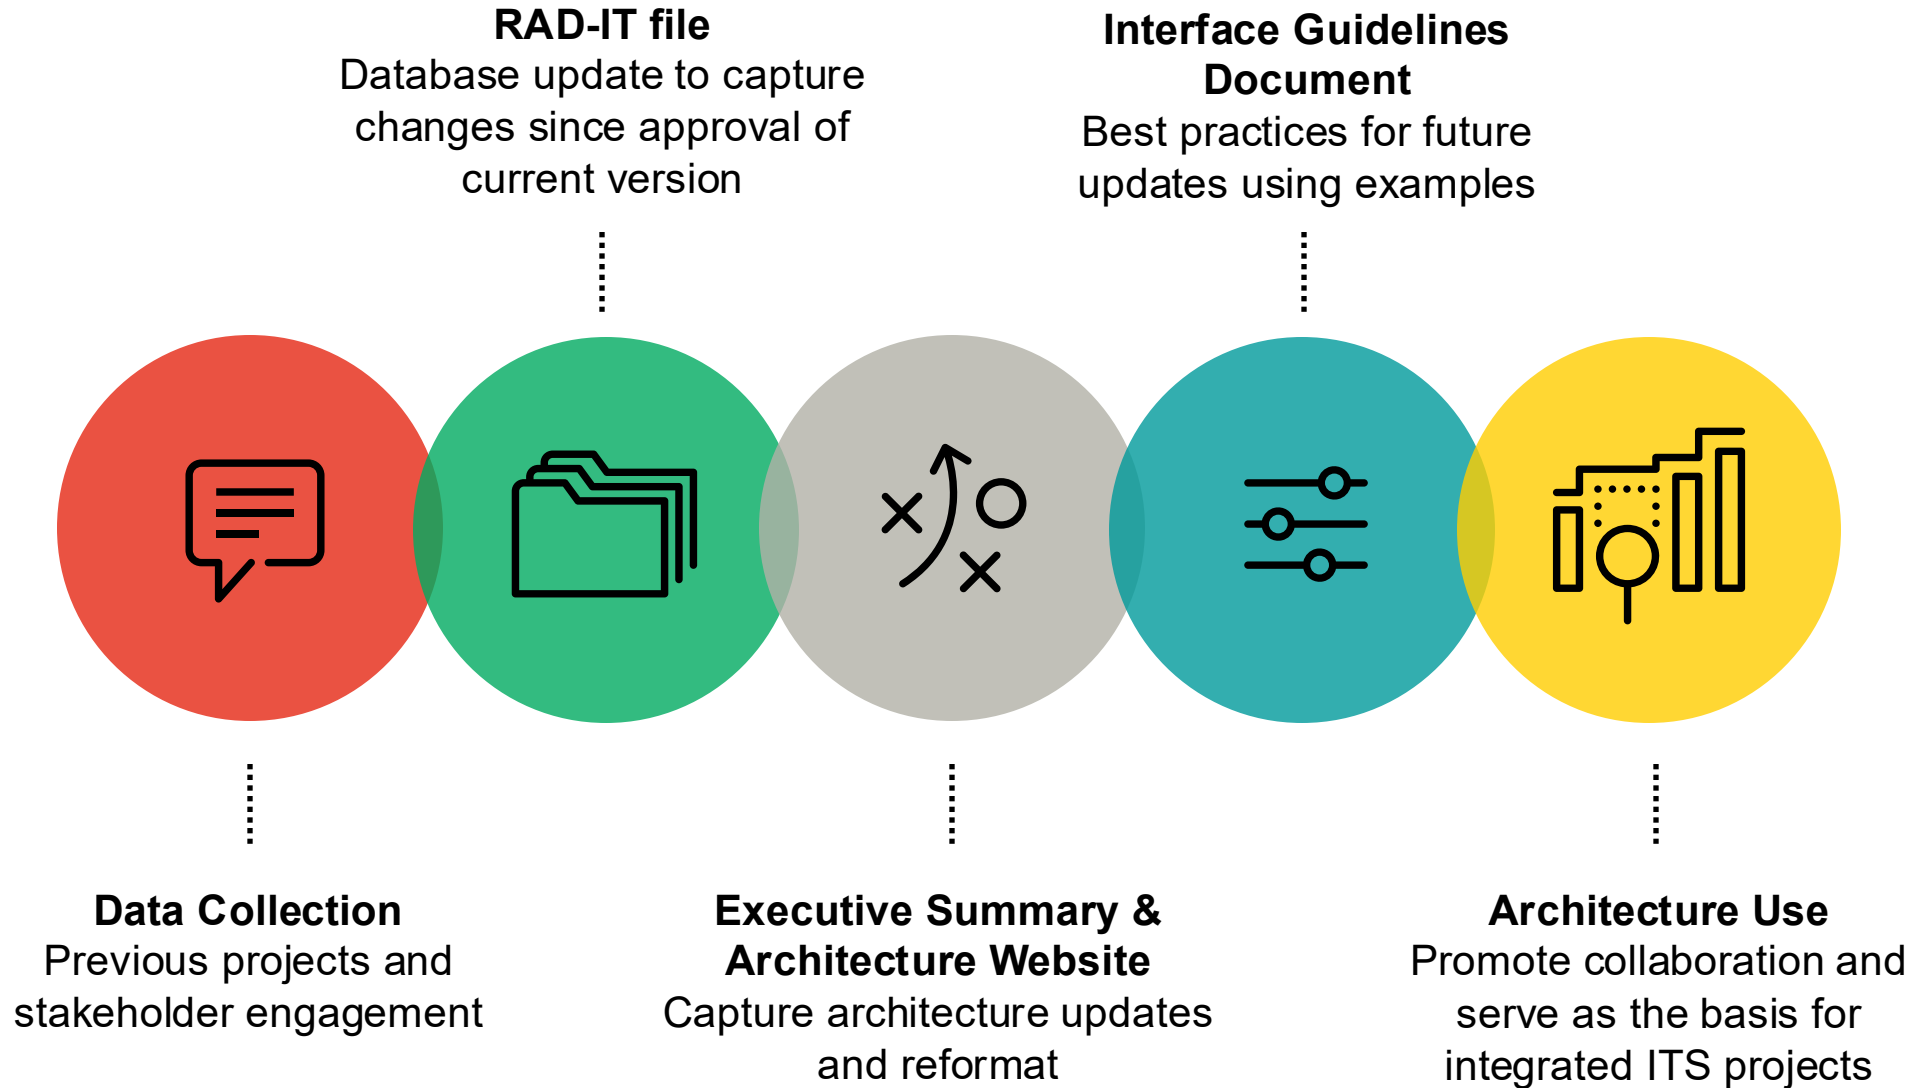 RAD-IT file
Database update to capture
changes since approval of
current version
Interface Guidelines
Document
Best practices for future
updates using examples
Data Collection
Previous projects and
stakeholder engagement
Executive Summary &
Architecture Website
Capture architecture updates
and reformat
Architecture Use
Promote collaboration and
serve as the basis for
integrated ITS projects